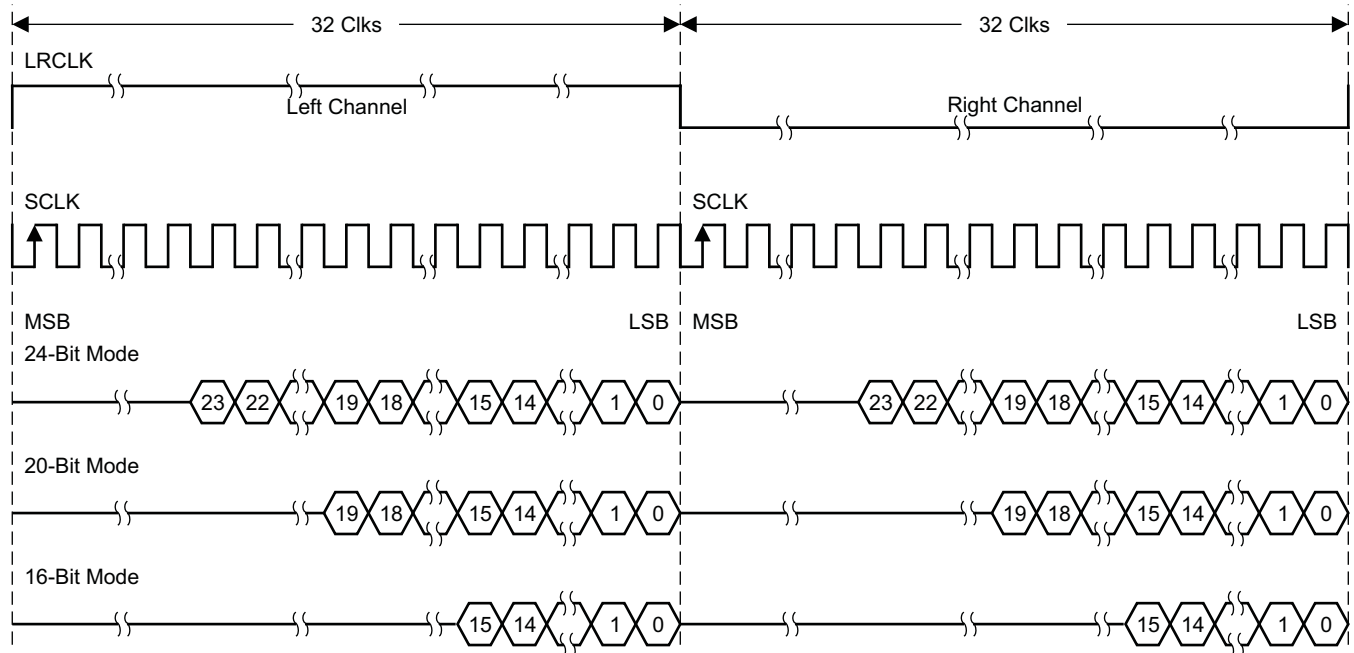 32 Clks 32 Clks
LRCLK
Left Channel Right Channel
SCLK SCLK
MSB LSB MSB LSB
24-Bit Mode
23 22 19 18 15 14 1 0 23 22 19 18 15 14 1 0
20-Bit Mode
19 18 15 14 1 0 19 18 15 14 1 0
16-Bit Mode
15 14 1 0 15 14 1 0